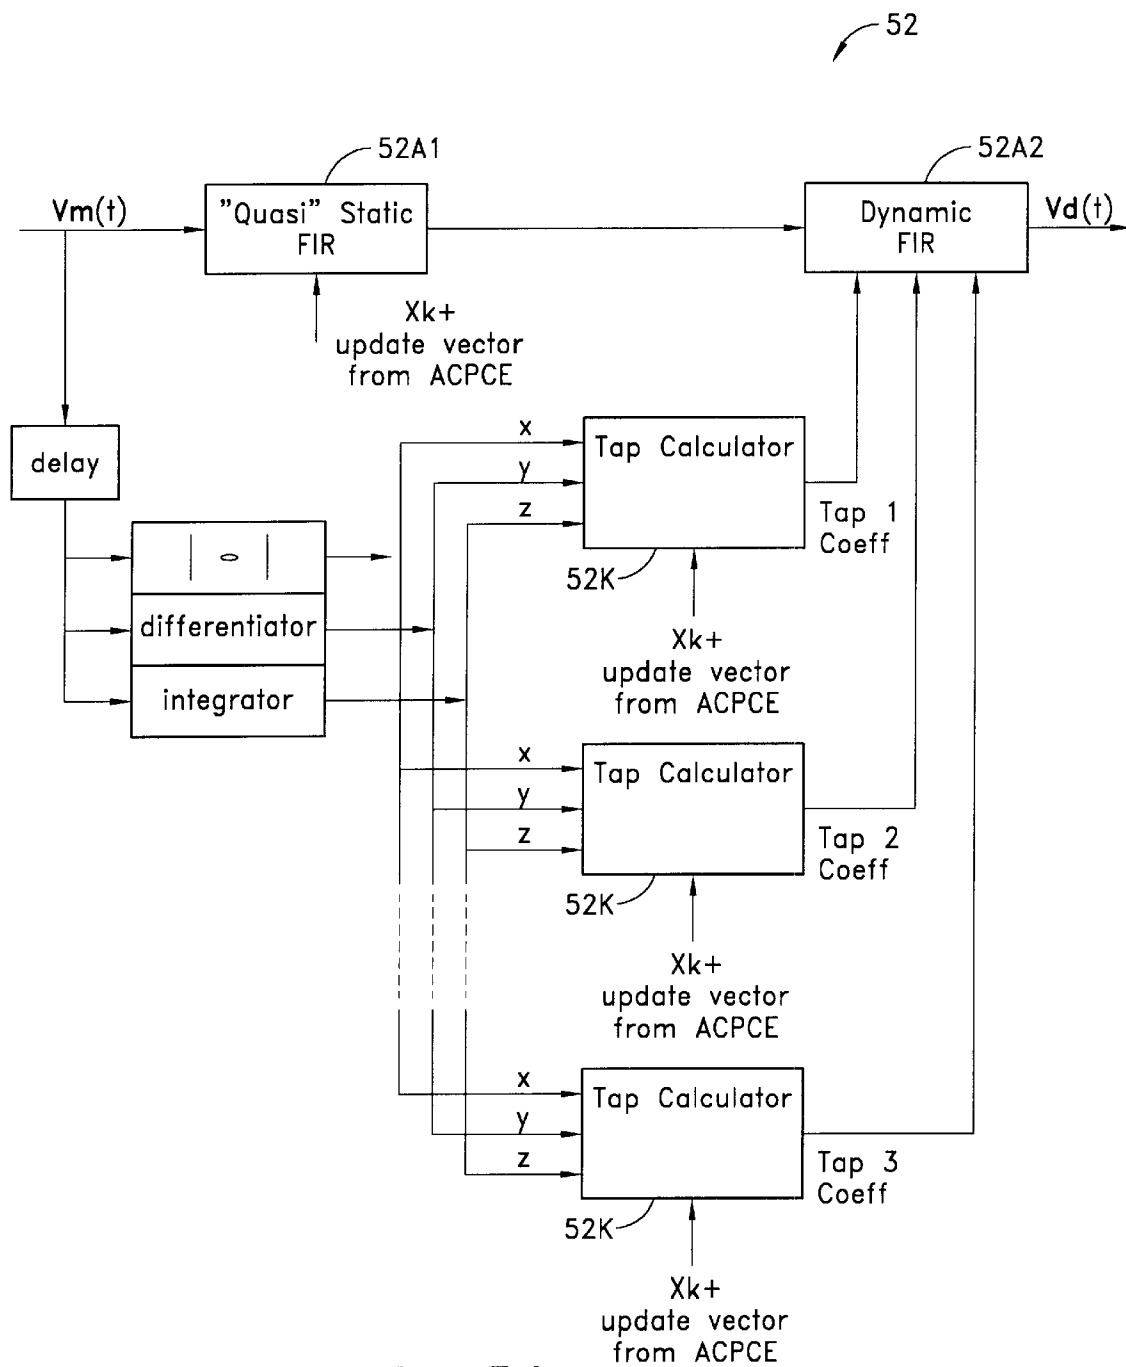 52
52A1
52A2
Vm(t)
"Quasi" Static
FIR
Dynamic
FIR
Vd(t)
Xk+
update vector
from ACPCE
delay
| o |
differentiator
integrator
x
y
z
Tap Calculator
Tap 1
Coeff
52K
Xk+
update vector
from ACPCE
x
y
z
Tap Calculator
Tap 2
Coeff
52K
Xk+
update vector
from ACPCE
x
y
z
Tap Calculator
Tap 3
Coeff
52K
Xk+
update vector
from ACPCE